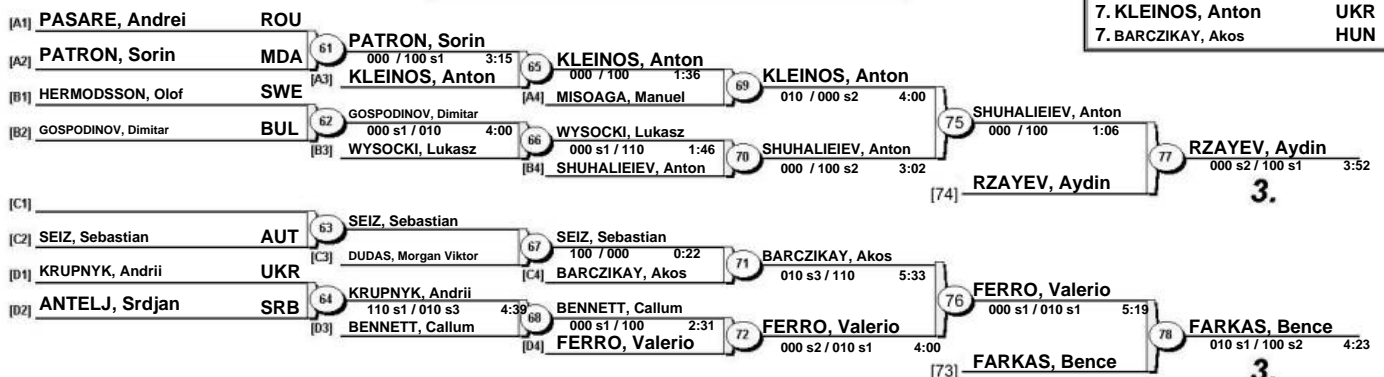 7. KLEINOS, Anton UKR
7. BARCZIKAY, Akos HUN
[A1] PASARE, Andrei ROU
[A2] PATRON, Sorin MDA
[B1] HERMODSSON, Olof SWE
[B2] GOSPODINOV, Dimitar BUL
61 PATRON, Sorin
000 / 100 s1 3:15
[A3] KLEINOS, Anton
62 GOSPODINOV, Dimitar
000 s1 / 010 4:00
[B3] WYSOCKI, Lukasz
65 KLEINOS, Anton
000 / 100 1:36
[A4] MISOAGA, Manuel
66 WYSOCKI, Lukasz
000 s1 / 110 1:46
[B4] SHUHALIEIEV, Anton
69 KLEINOS, Anton
010 / 000 s2 4:00
70 SHUHALIEIEV, Anton
000 / 100 s2 3:02
75 SHUHALIEIEV, Anton
000 / 100 1:06
[74] RZAYEV, Aydin
77 RZAYEV, Aydin
000 s2 / 100 s1 3:52
3.
[C1]
[C2] SEIZ, Sebastian AUT
[D1] KRUPNYK, Andrii UKR
[D2] ANTELJ, Srdjan SRB
63 SEIZ, Sebastian
[C3] DUDAS, Morgan Viktor
64 KRUPNYK, Andrii
110 s1 / 010 s3 4:39
[D3] BENNETT, Callum
67 SEIZ, Sebastian
100 / 000 0:22
[C4] BARCZIKAY, Akos
68 BENNETT, Callum
000 s1 / 100 2:31
[D4] FERRO, Valerio
71 BARCZIKAY, Akos
010 s3 / 110 5:33
72 FERRO, Valerio
000 s2 / 010 s1 4:00
76 FERRO, Valerio
000 s1 / 010 s1 5:19
[73] FARKAS, Bence
78 FARKAS, Bence
010 s1 / 100 s2 4:23
3.